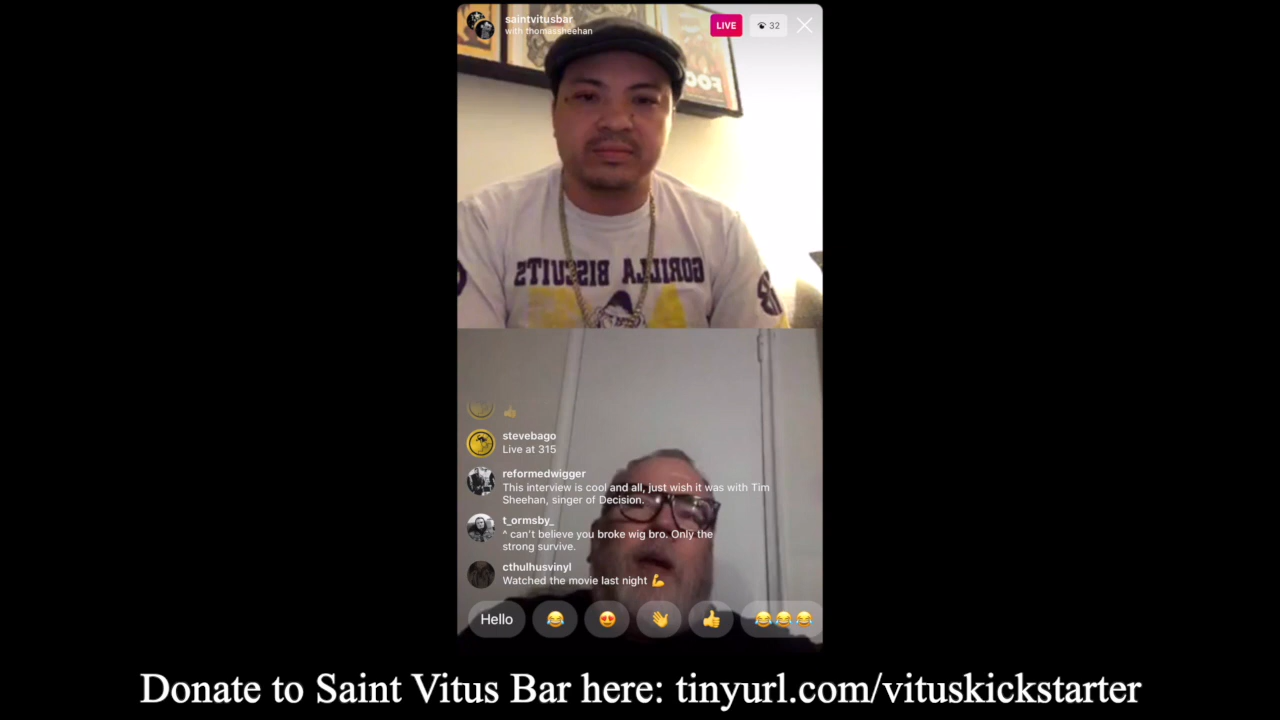 saintvitusbar
with thomassheehan
LIVE
32
FOC
GORILLA BISCUITS
stevebago
Live at 315
reformedwigger
This interview is cool and all, just wish it was with Tim
Sheehan, singer of Decision.
t_ormsby_
^ can't believe you broke wig bro. Only the
strong survive.
cthulhusvinyl
Watched the movie last night 💪
Hello
Donate to Saint Vitus Bar here: tinyurl.com/vituskickstarter